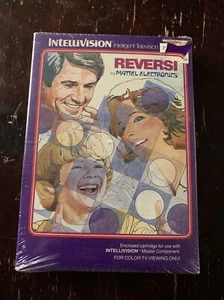 INTELLIVISION Intelligent Television
REVERSI
by MATTEL ELECTRONICS
Enclosed cartridge for use with
INTELLIVISION Master Component.
FOR COLOR TV VIEWING ONLY